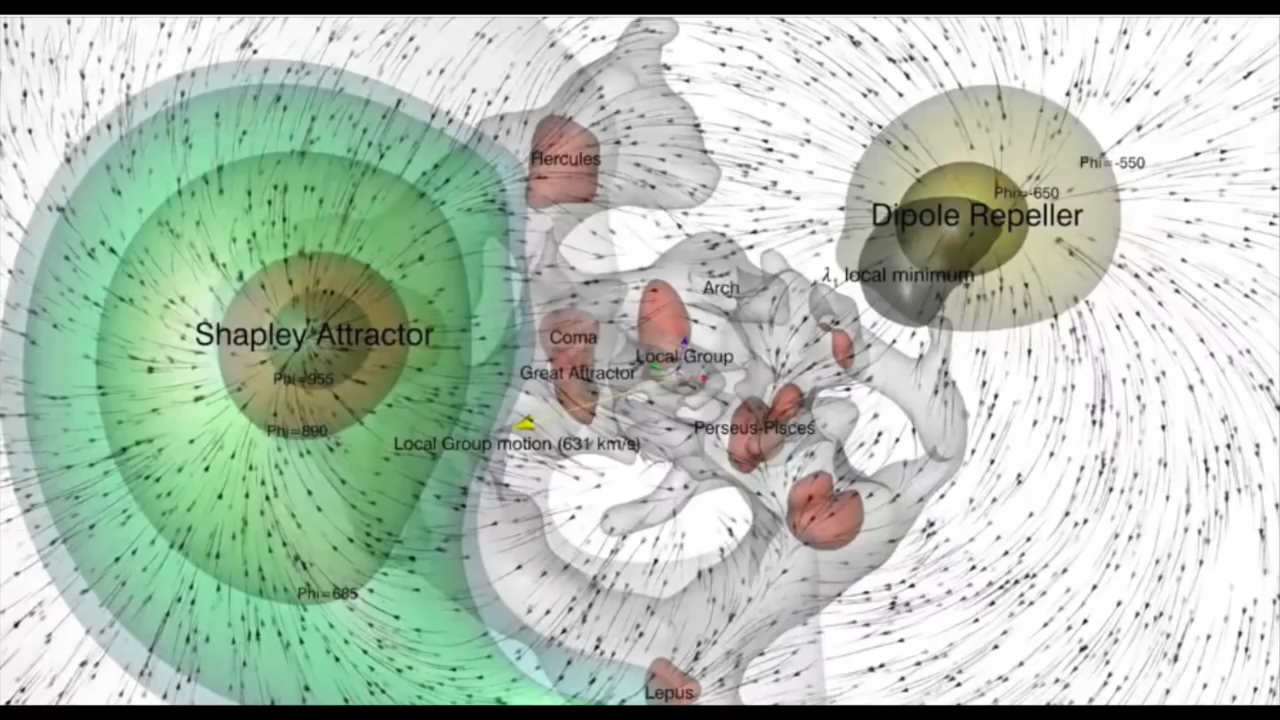 Hercules
Phi=-550
Phi=-650
Dipole Repeller
λ₁ local minimum
Arch
Shapley Attractor
Coma
Local Group
Great Attractor
Phi=955
Phi=890
Perseus-Pisces
Local Group motion (631 km/s)
Phi=685
Lepus